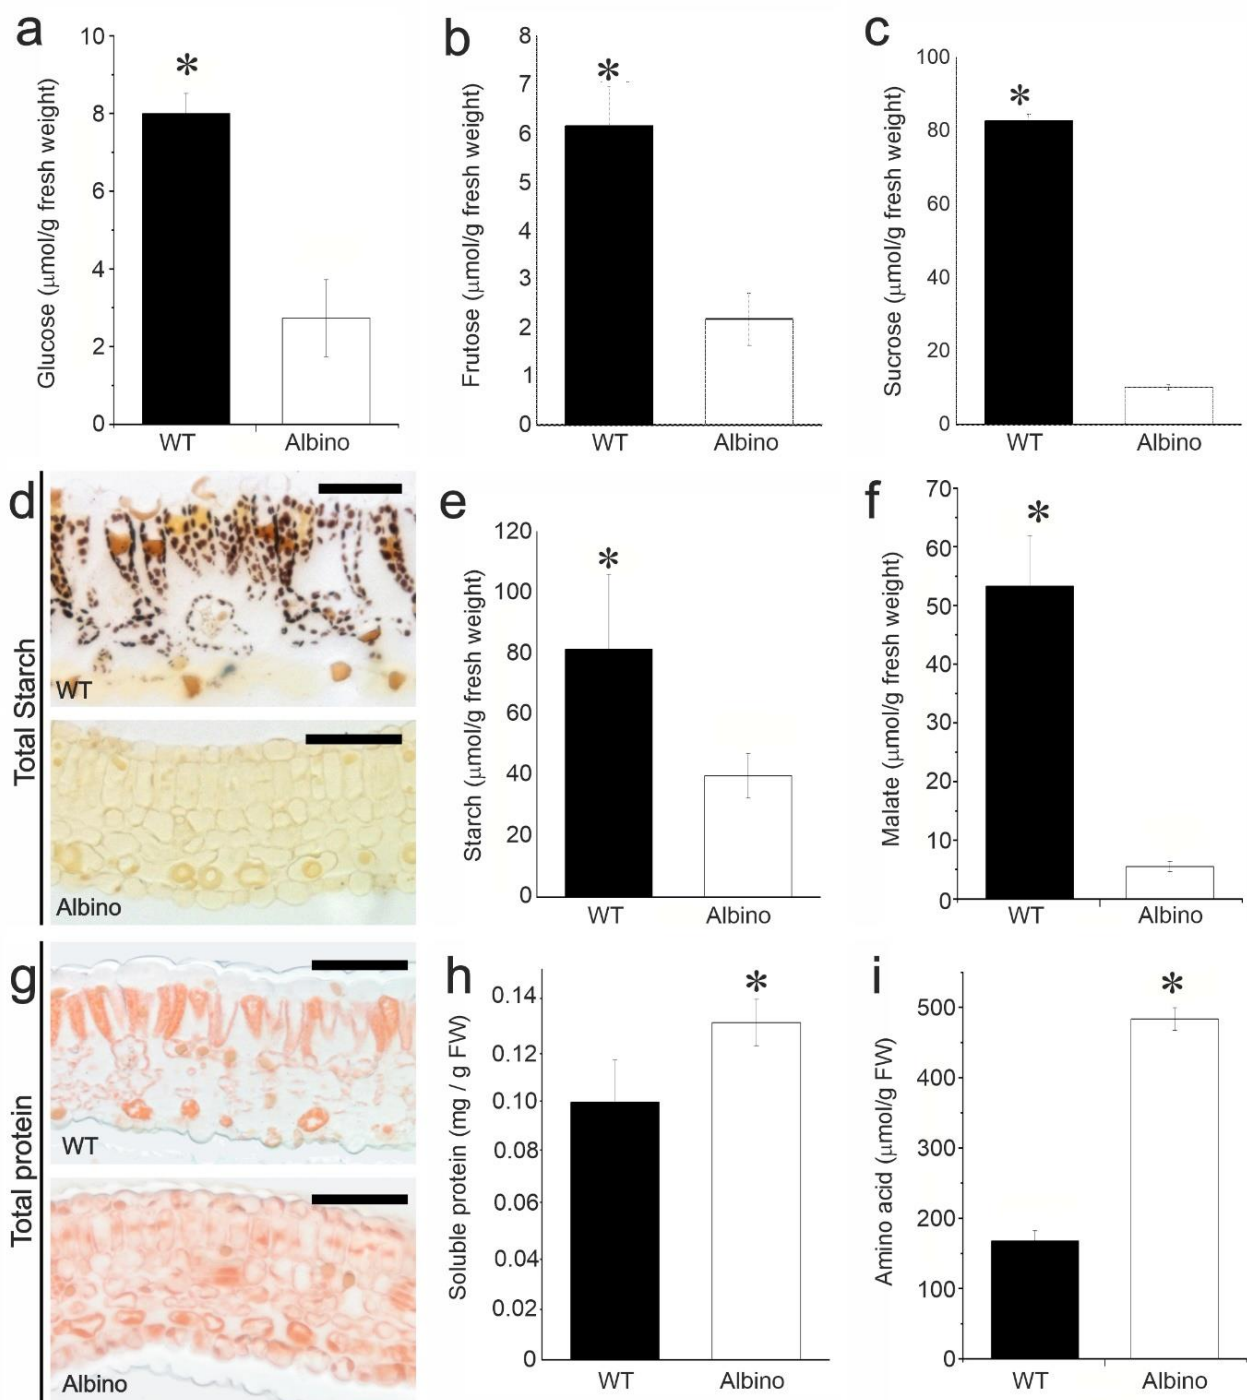 a
Glucose (μmol/g fresh weight)
10
8
6
4
2
0
*
WT
Albino
b
Frutose (μmol/g fresh weight)
8
7
6
5
4
3
2
1
0
*
WT
Albino
c
Sucrose (μmol/g fresh weight)
100
80
60
40
20
0
*
WT
Albino
d
Total Starch
WT
Albino
e
Starch (μmol/g fresh weight)
120
100
80
60
40
20
0
*
WT
Albino
f
Malate (μmol/g fresh weight)
70
60
50
40
30
20
10
0
*
WT
Albino
g
Total protein
WT
Albino
h
Soluble protein (mg / g FW)
0.14
0.12
0.10
0.08
0.06
0.04
0.02
0
*
WT
Albino
i
Amino acid (μmol/g FW)
500
400
300
200
100
0
*
WT
Albino